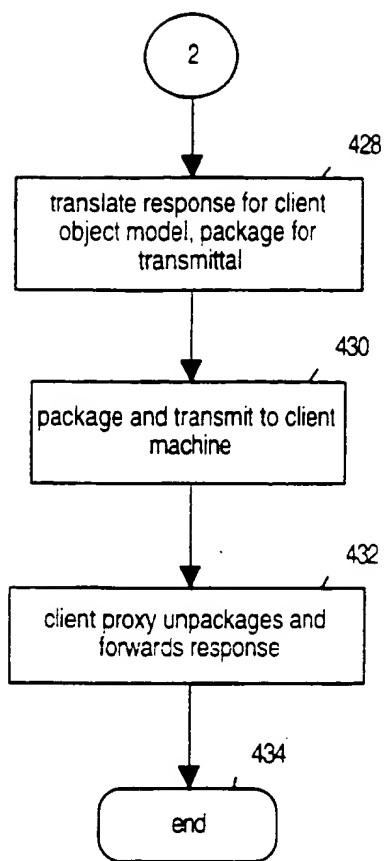 2
428
translate response for client
object model, package for
transmittal
430
package and transmit to client
machine
432
client proxy unpackages and
forwards response
434
end